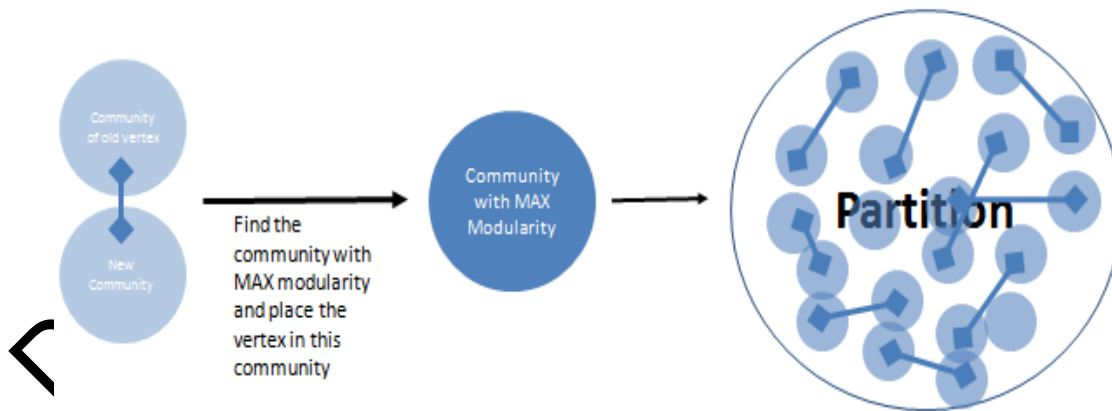 Community
of old vertex
New
Community
Find the
community with
MAX modularity
and place the
vertex in this
community
Community
with MAX
Modularity
Partition